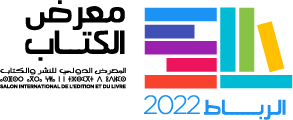 معرض
الكتاب
المعرض الدولي للنشر والكتاب
SALON INTERNATIONAL DE L'EDITION ET DU LIVRE
الرباط 2022